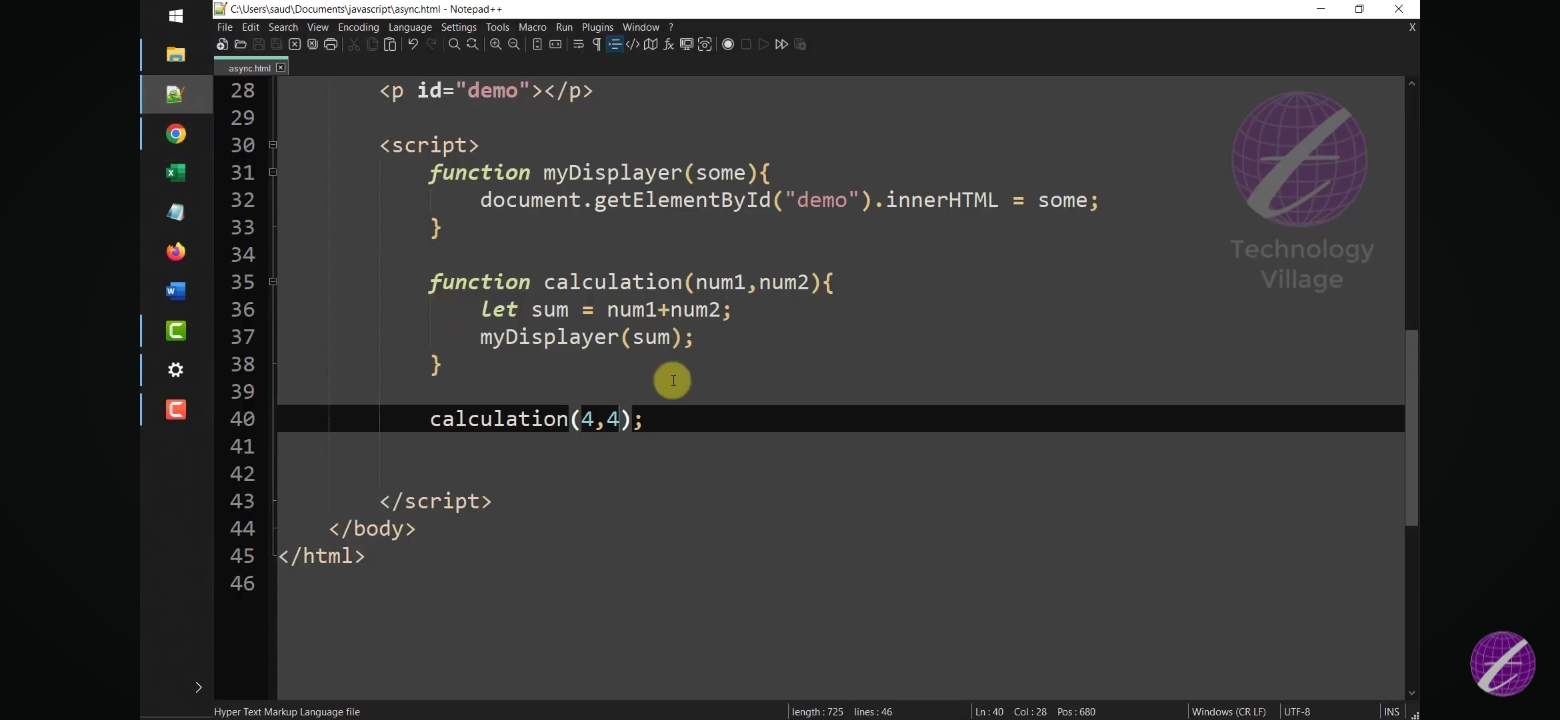 C:\Users\saud\Documents\javascript\async.html - Notepad++
File Edit Search View Encoding Language Settings Tools Macro Run Plugins Window ? X
async.html
28 <p id="demo"></p>
29
30 <script>
31 function myDisplayer(some){
32 document.getElementById("demo").innerHTML = some;
33 }
34
35 function calculation(num1,num2){
36 let sum = num1+num2;
37 myDisplayer(sum);
38 }
39
40 calculation(4,4);
41
42
43 </script>
44 </body>
45 </html>
46
Technology
Village
Hyper Text Markup Language file length : 725 lines : 46 Ln : 40 Col : 28 Pos : 680 Windows (CR LF) UTF-8 INS